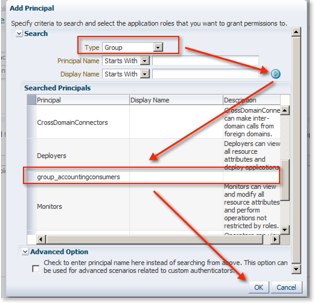 Add Principal
Specify criteria to search and select the application roles that you want to grant permissions to.
Search
Type Group
Principal Name Starts With
Display Name Starts With
Searched Principals
Principal Display Name Description
CrossDomainConnectors
CrossDomainConnec
can make inter-
domain calls from
foreign domains.
Deployers
Deployers can view
all resource
attributes and
deploy applications.
group_accountingconsumers
Monitors
Monitors can view
and modify all
resource attributes
and perform
operations not
restricted by roles.
Advanced Option
Check to enter principal name here instead of searching from above. This option can
be used for advanced scenarios related to custom authenticators.
OK Cancel